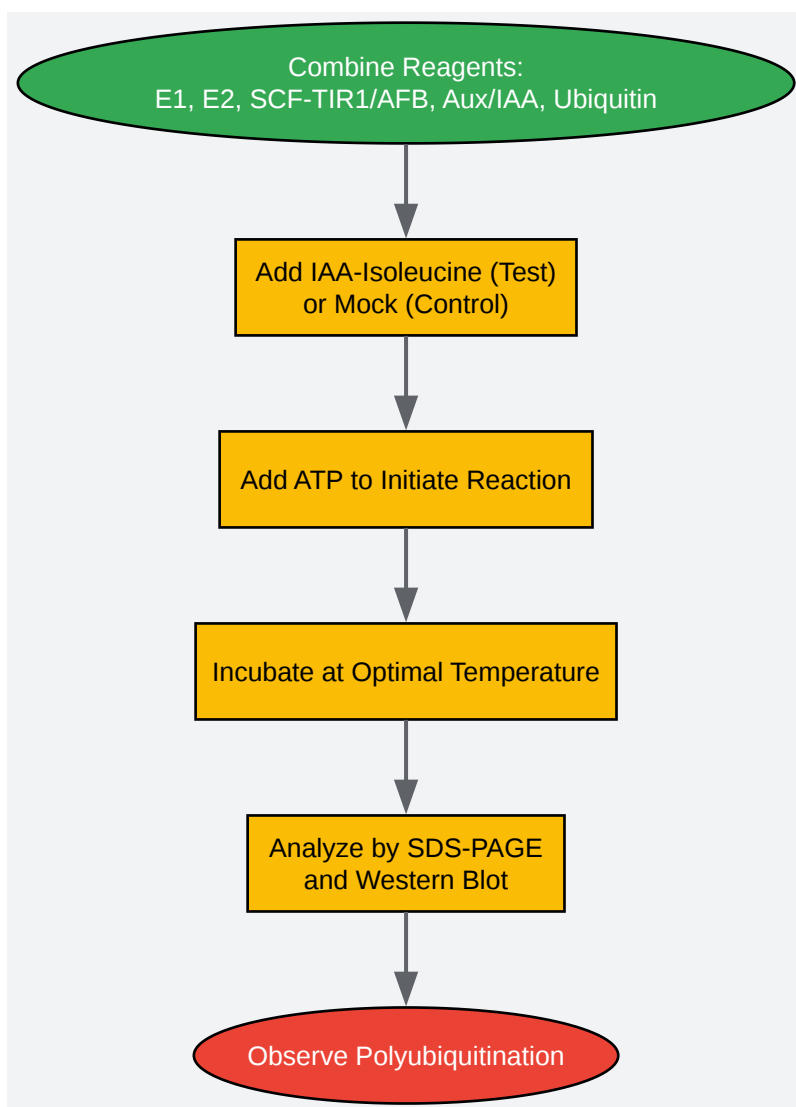 Combine Reagents:
E1, E2, SCF-TIR1/AFB, Aux/IAA, Ubiquitin
Add IAA-Isoleucine (Test)
or Mock (Control)
Add ATP to Initiate Reaction
Incubate at Optimal Temperature
Analyze by SDS-PAGE
and Western Blot
Observe Polyubiquitination